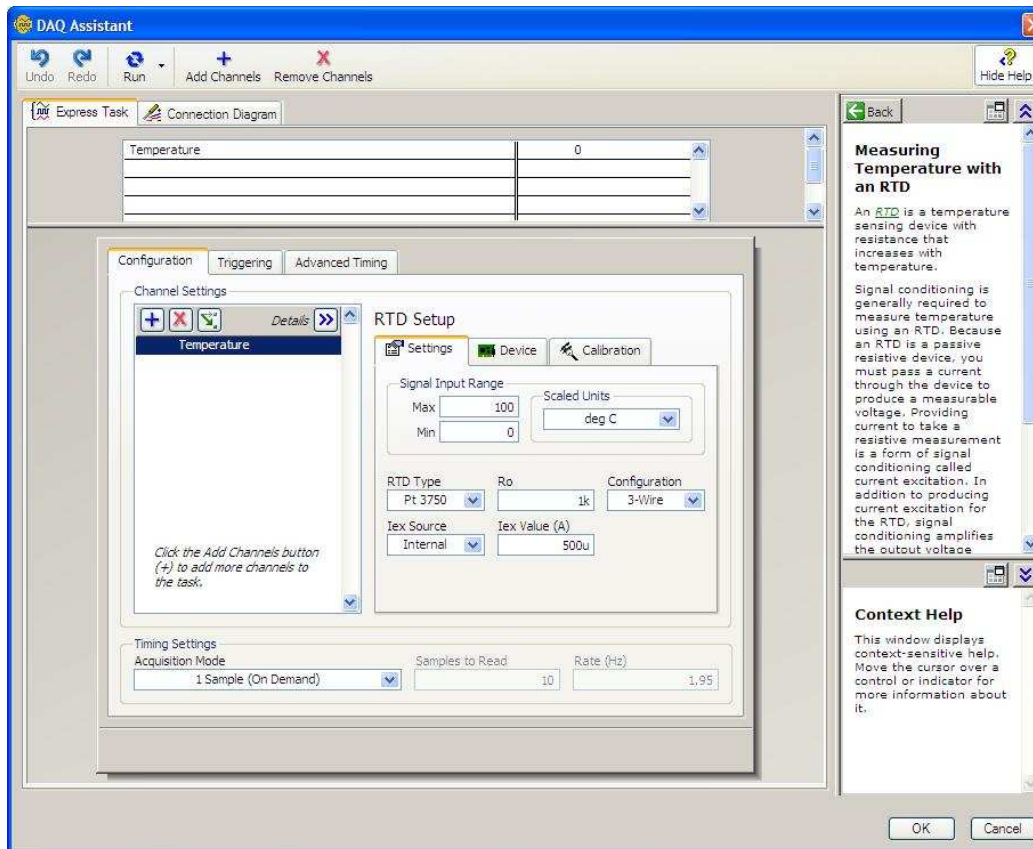 DAQ Assistant
Undo Redo Run Add Channels Remove Channels
Hide Help
Express Task Connection Diagram
Temperature 0
Configuration Triggering Advanced Timing
Channel Settings
Details
Temperature
Click the Add Channels button
(+) to add more channels to
the task.
RTD Setup
Settings Device Calibration
Signal Input Range
Max 100
Min 0
Scaled Units
deg C
RTD Type Ro Configuration
Pt 3750 1k 3-Wire
Iex Source Iex Value (A)
Internal 500u
Timing Settings
Acquisition Mode Samples to Read Rate (Hz)
1 Sample (On Demand) 10 1,95
Back
Measuring
Temperature with
an RTD
An RTD is a temperature
sensing device with
resistance that
increases with
temperature.
Signal conditioning is
generally required to
measure temperature
using an RTD. Because
an RTD is a passive
resistive device, you
must pass a current
through the device to
produce a measurable
voltage. Providing
current to take a
resistive measurement
is a form of signal
conditioning called
current excitation. In
addition to producing
current excitation for
the RTD, signal
conditioning amplifies
the output voltage
Context Help
This window displays
context-sensitive help.
Move the cursor over a
control or indicator for
more information about
it.
OK Cancel